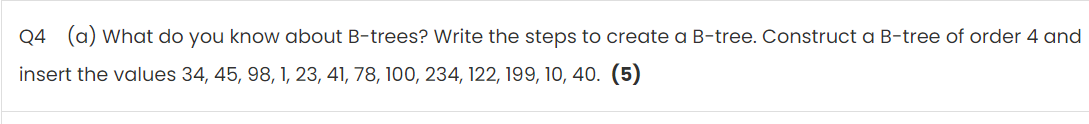 Q4 (a) What do you know about B-trees? Write the steps to create a B-tree. Construct a B-tree of order 4 and
insert the values 34, 45, 98, 1, 23, 41, 78, 100, 234, 122, 199, 10, 40. (5)